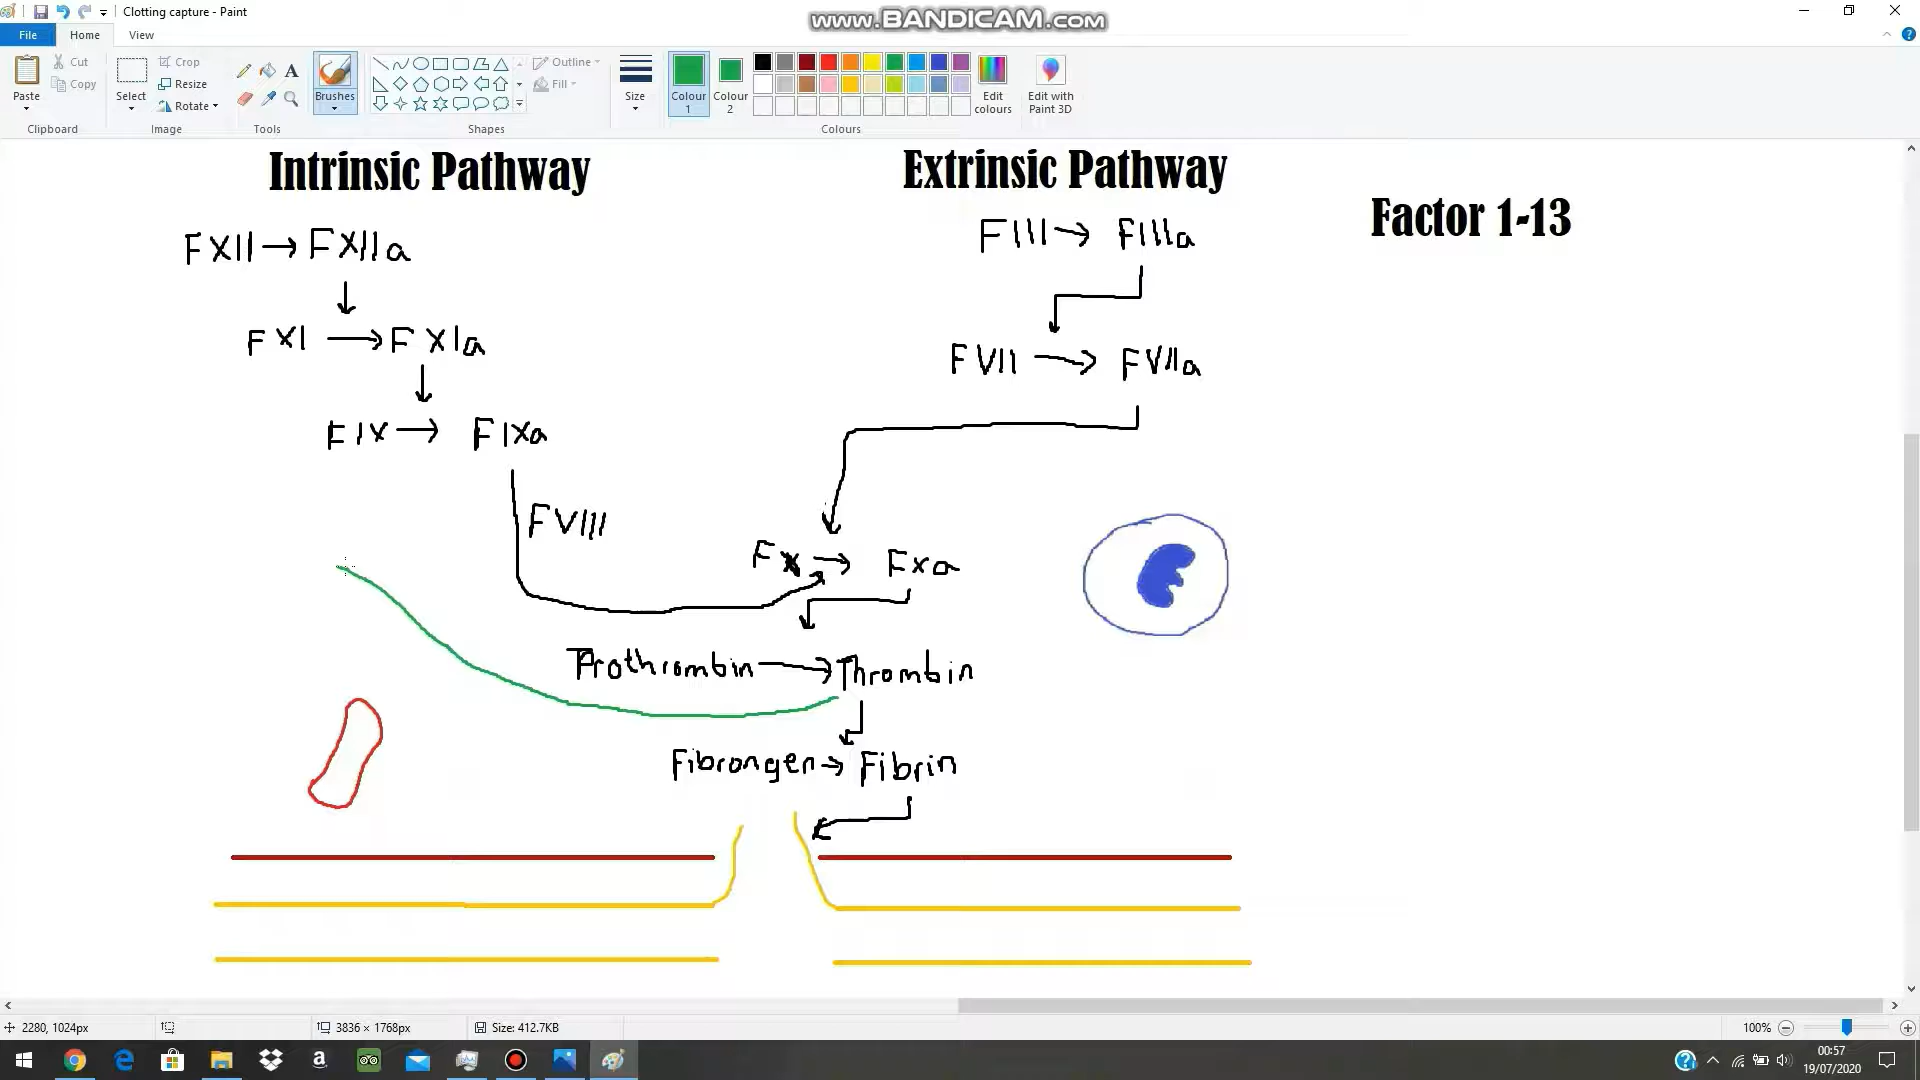 Clotting capture - Paint
www.BANDICAM.com
File Home View
Paste
Cut
Copy
Clipboard
Select
Crop
Resize
Rotate
Image
A
Tools
Brushes
Outline
Fill
Shapes
Size
Colour 1
Colour 2
Edit colours
Edit with Paint 3D
Colours
Intrinsic Pathway
Extrinsic Pathway
Factor 1-13
FXII → FXIIa
FIII → FIIIa
FXI → FXIa
FVII → FVIIa
FIX → FIXa
FVIII
Fx → Fxa
Prothrombin → Thrombin
Fibrongen → Fibrin
2280, 1024px
3836 × 1768px
Size: 412.7KB
100%
00:57
19/07/2020